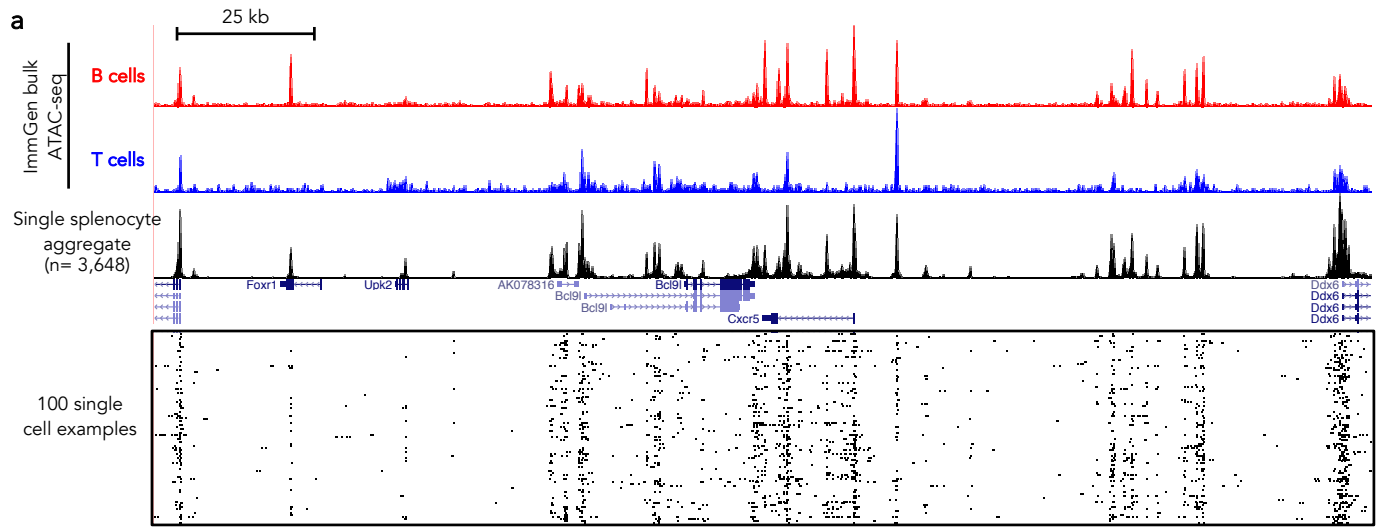 a
25 kb
ImmGen bulk
ATAC-seq
B cells
T cells
Single splenocyte
aggregate
(n= 3,648)
Foxr1
Upk2
AK078316
Bcl9l
Bcl9l
Bcl9l
Cxcr5
Ddx6
Ddx6
Ddx6
Ddx6
100 single
cell examples